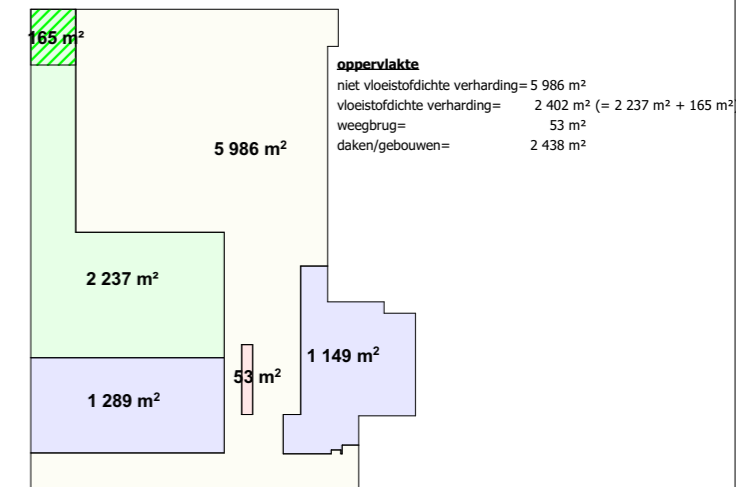 165 m²
oppervlakte
niet vloeistofdichte verharding= 5 986 m²
vloeistofdichte verharding= 2 402 m² (= 2 237 m² + 165 m²)
weegbrug= 53 m²
daken/gebouwen= 2 438 m²
5 986 m²
2 237 m²
1 149 m²
53 m²
1 289 m²